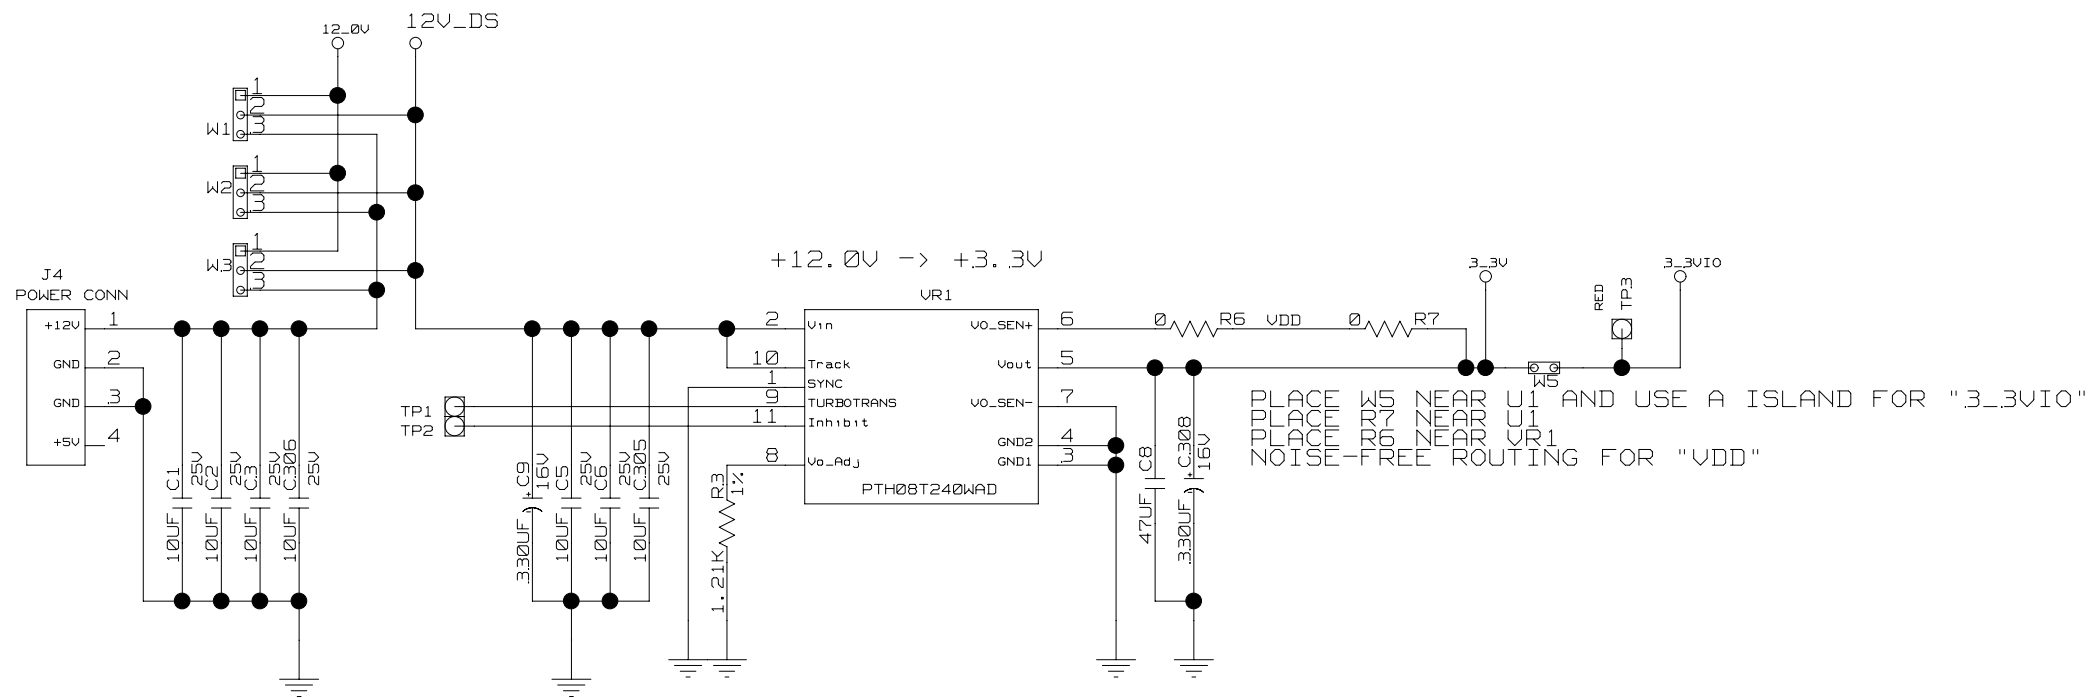 12_0V
12V_DS
1
2
3
W1
1
2
3
W2
1
2
3
W3
J4
POWER CONN
+12V 1
GND 2
GND 3
+5V 4
C1
25V
10UF
C2
25V
10UF
C3
25V
10UF
C306
25V
10UF
TP1
TP2
C9
16V
+
330UF
C5
25V
10UF
C6
25V
10UF
C305
25V
10UF
R3
1%
1.21K
+12.0V -> +3.3V
VR1
2 Vin
10 Track
1 SYNC
9 TURBOTRANS
11 Inhibit
8 Vo_Adj
VO_SEN+ 6
Vout 5
VO_SEN- 7
GND2 4
GND1 3
PTH08T240WAD
0 R6 VDD 0 R7
C8
47UF
C308
16V
+
330UF
3_3V
W5
RED
TP3
3_3VIO
PLACE W5 NEAR U1 AND USE A ISLAND FOR "3_3VIO"
PLACE R7 NEAR U1
PLACE R6 NEAR VR1
NOISE-FREE ROUTING FOR "VDD"